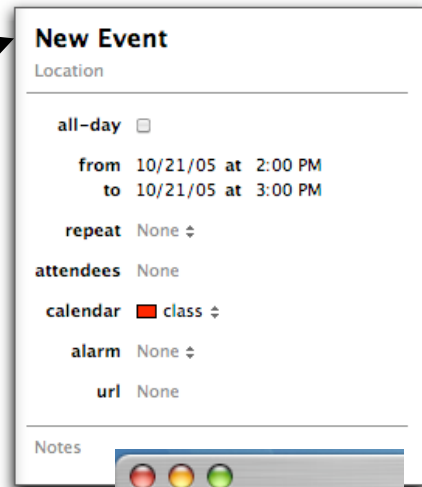 New Event
Location
all-day
from 10/21/05 at 2:00 PM
to 10/21/05 at 3:00 PM
repeat None
attendees None
calendar class
alarm None
url None
Notes